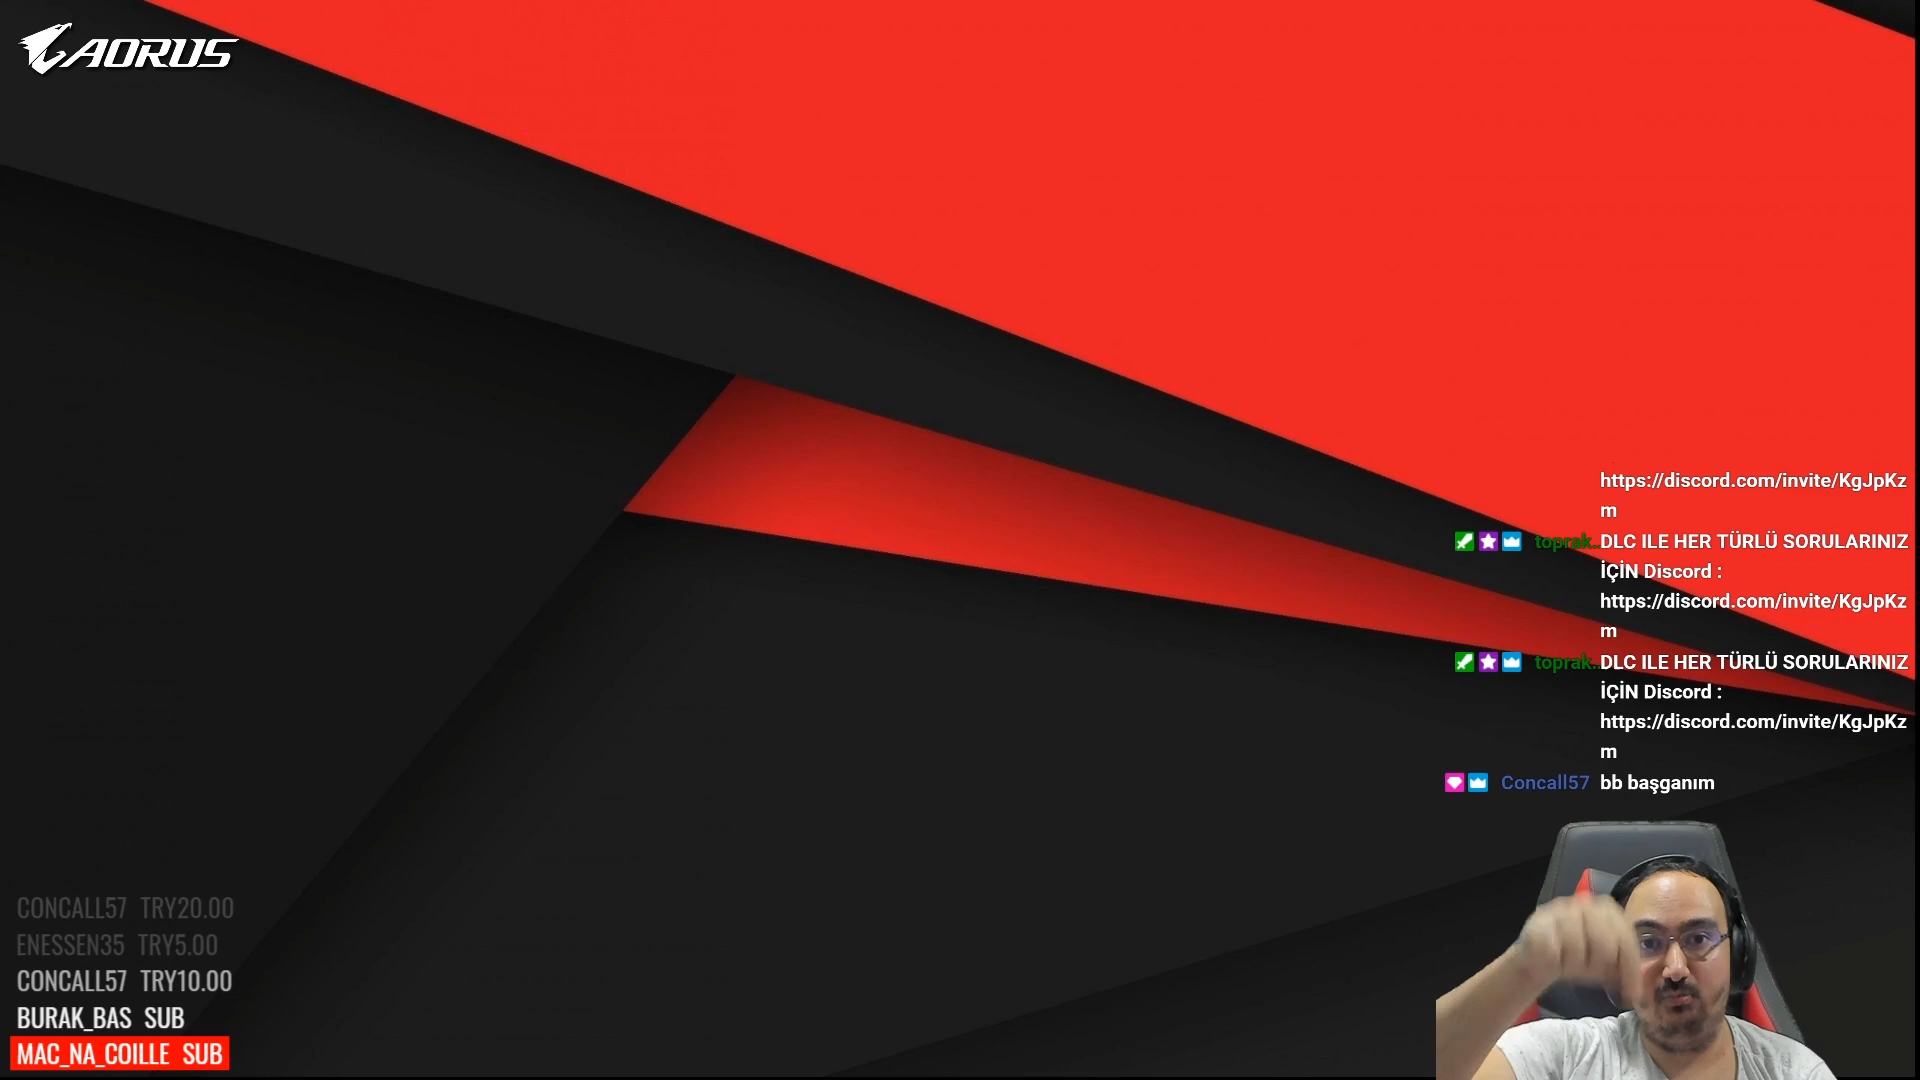 AORUS
https://discord.com/invite/KgJpKz
m
toprak.. DLC ILE HER TÜRLÜ SORULARINIZ
İÇİN Discord :
https://discord.com/invite/KgJpKz
m
toprak.. DLC ILE HER TÜRLÜ SORULARINIZ
İÇİN Discord :
https://discord.com/invite/KgJpKz
m
Concall57 bb başganım
CONCALL57 TRY20.00
ENESSEN35 TRY5.00
CONCALL57 TRY10.00
BURAK_BAS SUB
MAC_NA_COILLE SUB